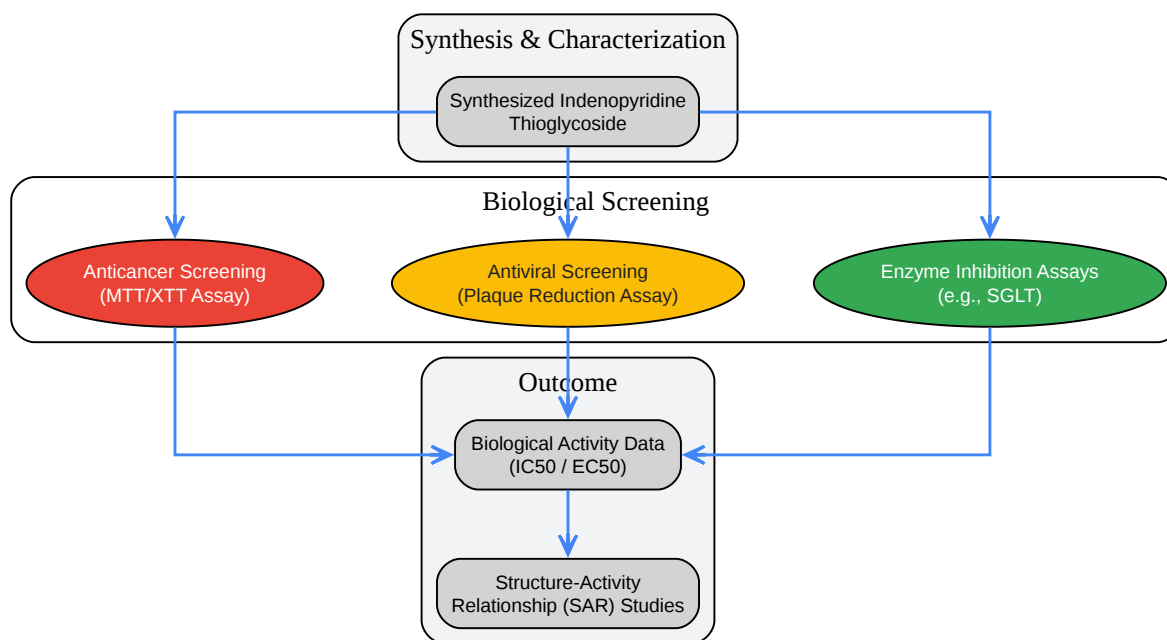 Synthesis & Characterization
Synthesized Indenopyridine
Thioglycoside
Biological Screening
Anticancer Screening
(MTT/XTT Assay)
Antiviral Screening
(Plaque Reduction Assay)
Enzyme Inhibition Assays
(e.g., SGLT)
Outcome
Biological Activity Data
(IC50 / EC50)
Structure-Activity
Relationship (SAR) Studies